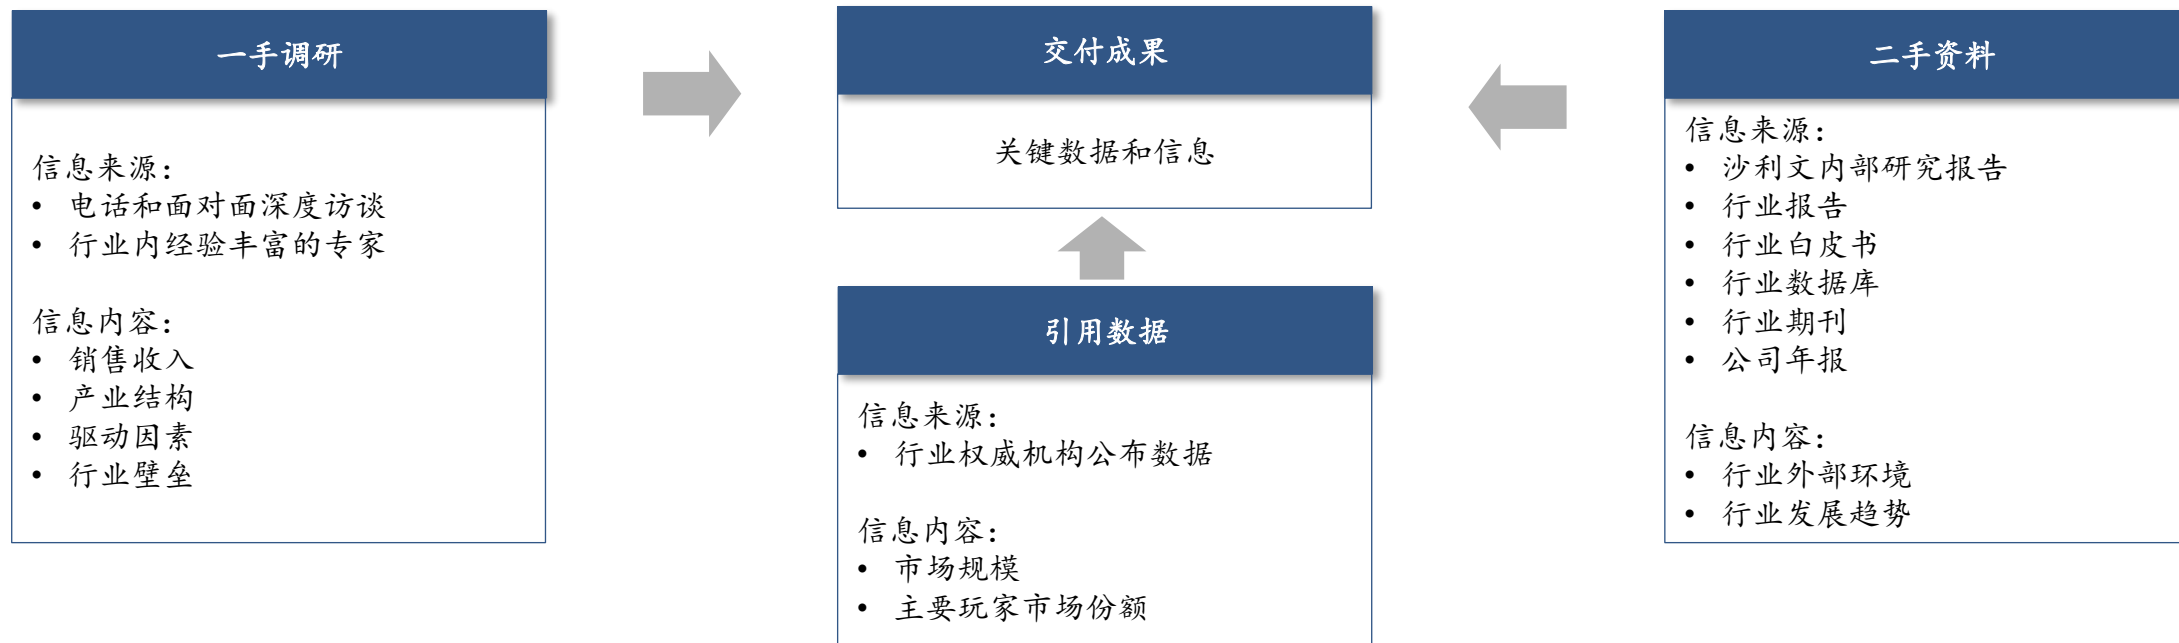 一手调研
信息来源：
• 电话和面对面深度访谈
• 行业内经验丰富的专家
信息内容：
• 销售收入
• 产业结构
• 驱动因素
• 行业壁垒
交付成果
关键数据和信息
引用数据
信息来源：
• 行业权威机构公布数据
信息内容：
• 市场规模
• 主要玩家市场份额
二手资料
信息来源：
• 沙利文内部研究报告
• 行业报告
• 行业白皮书
• 行业数据库
• 行业期刊
• 公司年报
信息内容：
• 行业外部环境
• 行业发展趋势